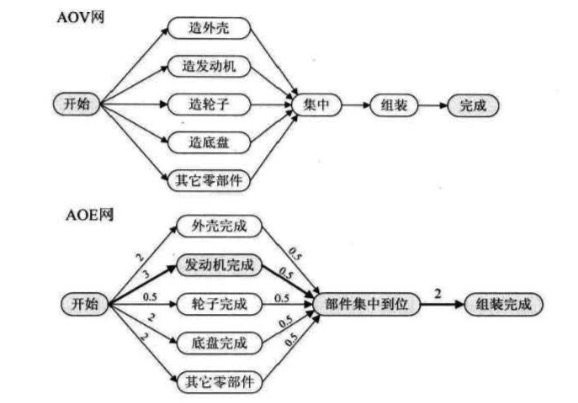 AOV网
造外壳
造发动机
开始
造轮子
集中
组装
完成
造底盘
其它零部件
AOE网
外壳完成
2
0.5
发动机完成
3
0.5
开始
0.5
轮子完成
0.5
部件集中到位
2
组装完成
2
底盘完成
0.5
2
其它零部件
0.5